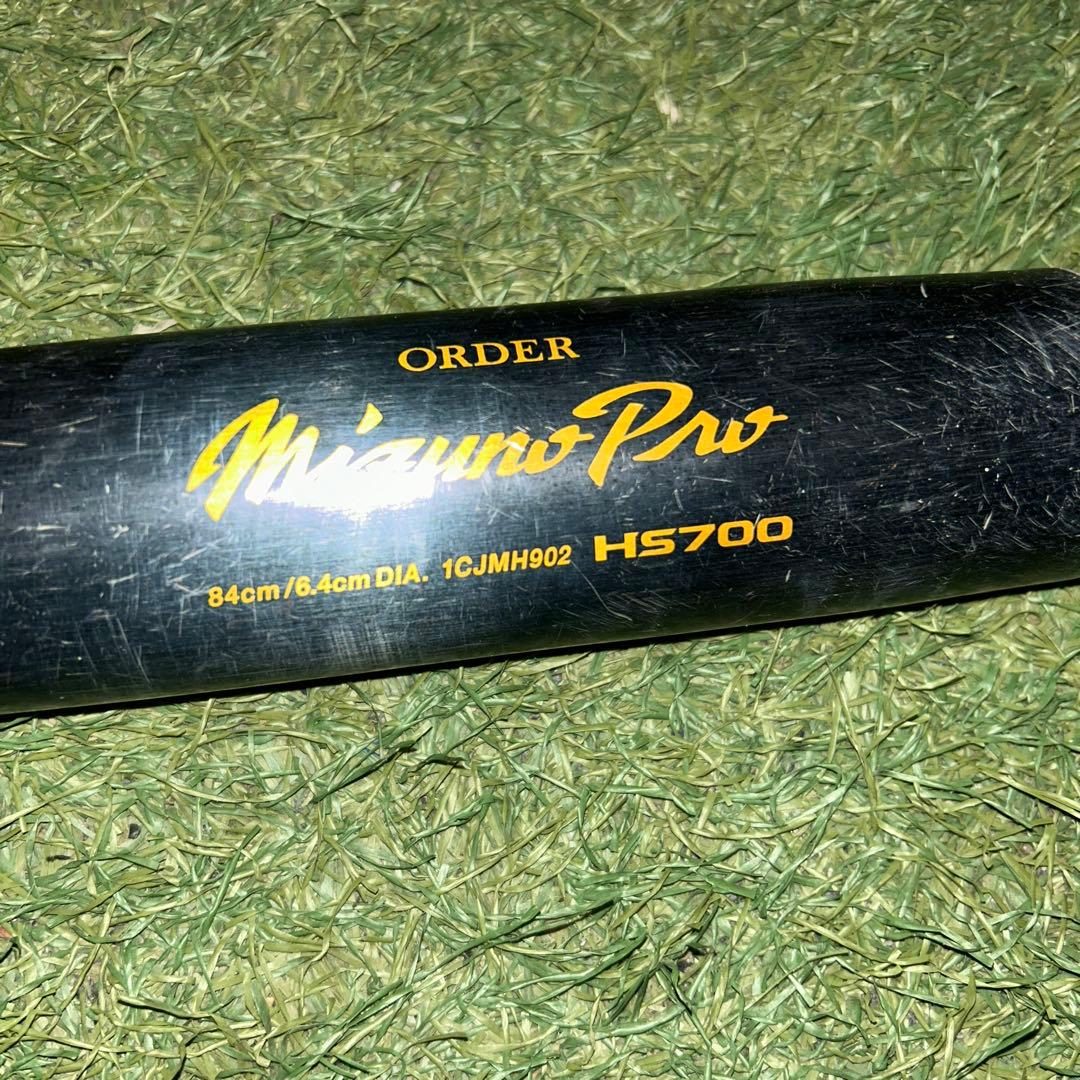 ORDER
Mizuno Pro
84cm/6.4cm DIA. 1CJMH902 HS700